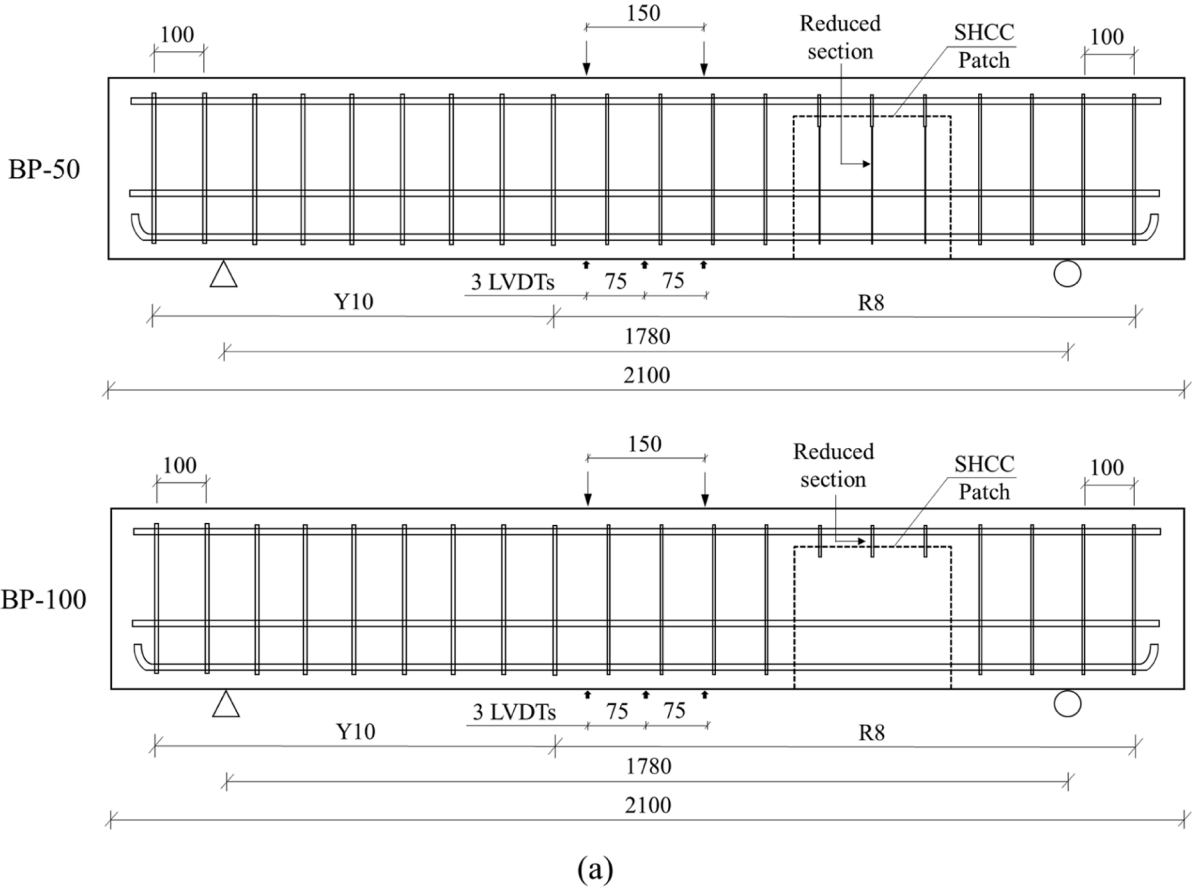 150
Reduced
section
SHCC
Patch
100
100
BP-50
3 LVDTs
75
75
Y10
R8
1780
2100
150
Reduced
section
SHCC
Patch
100
100
BP-100
3 LVDTs
75
75
Y10
R8
1780
2100
(a)